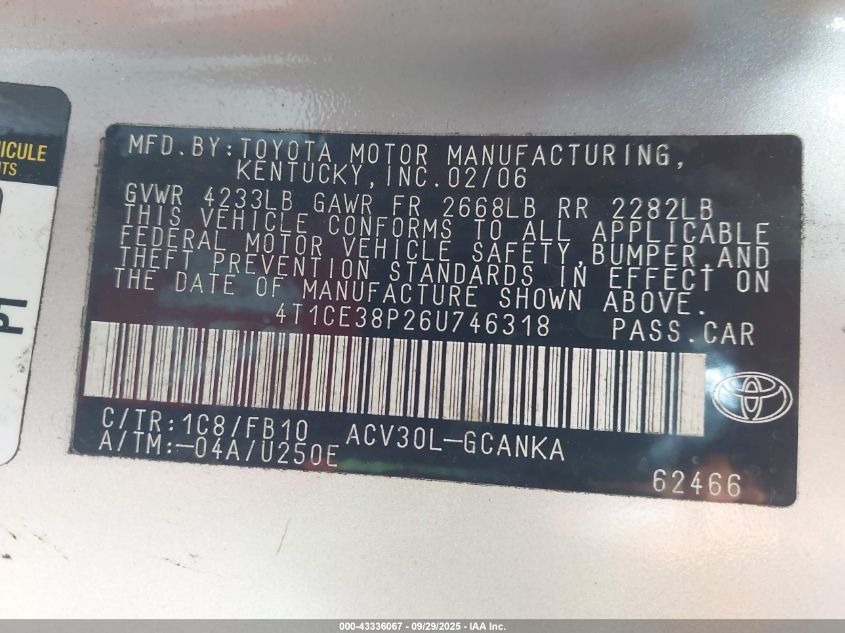 ICULE
NTS
PT
MFD.BY:TOYOTA MOTOR MANUFACTURING,
KENTUCKY,INC.02/06
GVWR 4233LB GAWR FR 2668LB RR 2282LB
THIS VEHICLE CONFORMS TO ALL APPLICABLE
FEDERAL MOTOR VEHICLE SAFETY,BUMPER,AND
THEFT PREVENTION STANDARDS IN EFFECT ON
THE DATE OF MANUFACTURE SHOWN ABOVE.
4T1CE38P26U746318 PASS.CAR
C/TR:1C8/FB10 ACV30L-GCANKA
A/TM:-04A/U250E
62466
000-43336067 - 09/29/2025 - IAA Inc.